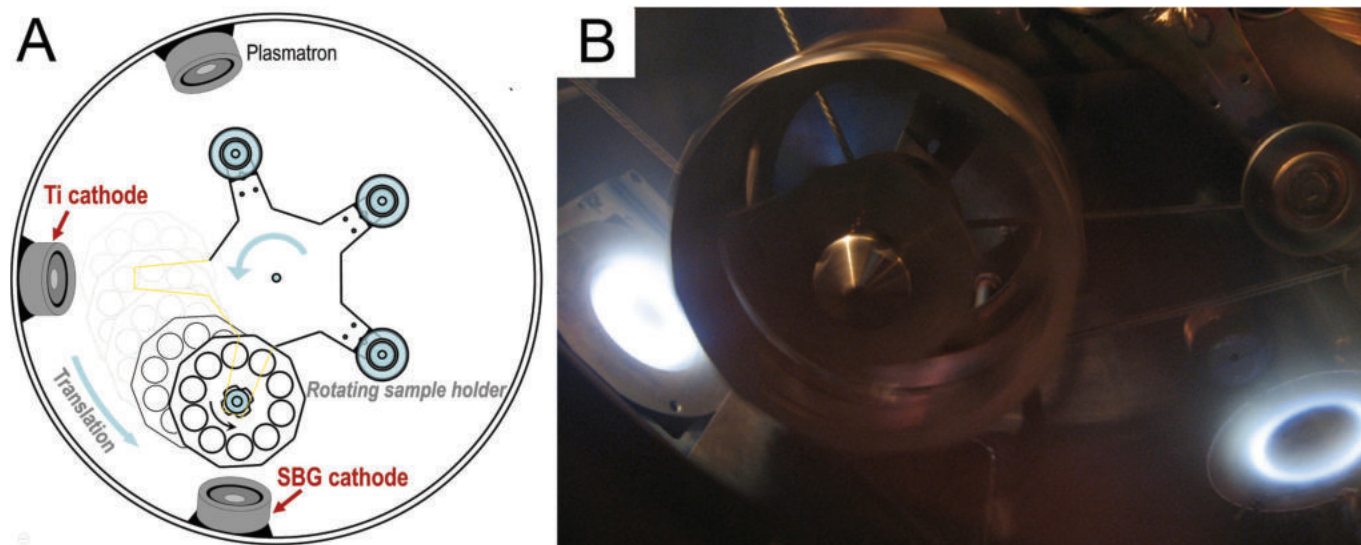 A
Plasmatron
Ti cathode
Translation
Rotating sample holder
SBG cathode
B